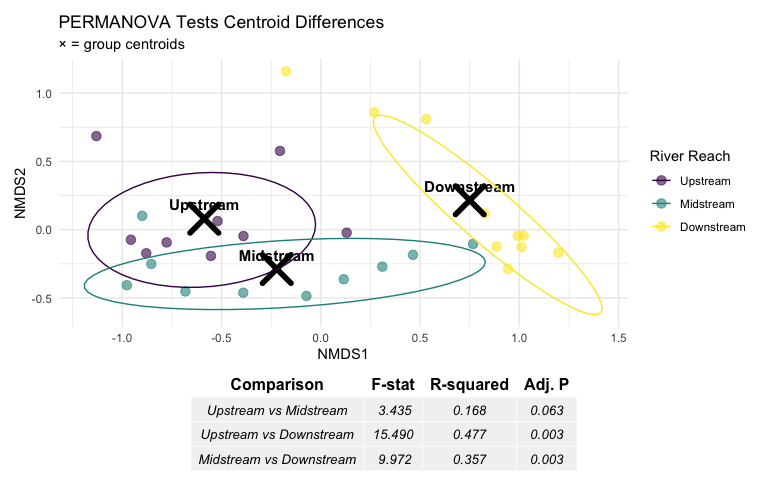 PERMANOVA Tests Centroid Differences
× = group centroids
NMDS2
1.0
0.5
0.0
-0.5
Upstream
Midstream
Downstream
-1.0 -0.5 0.0 0.5 1.0 1.5
NMDS1
River Reach
Upstream
Midstream
Downstream
Comparison F-stat R-squared Adj. P
Upstream vs Midstream 3.435 0.168 0.063
Upstream vs Downstream 15.490 0.477 0.003
Midstream vs Downstream 9.972 0.357 0.003